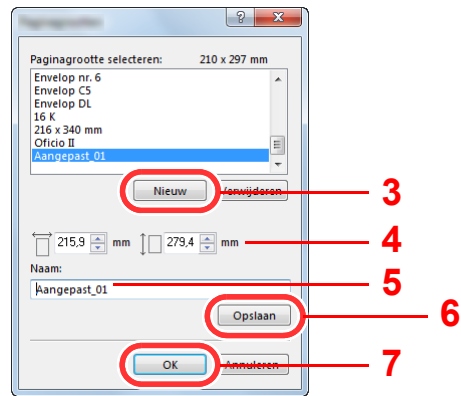 Paginagrootte selecteren: 210 x 297 mm
Envelop nr. 6
Envelop C5
Envelop DL
16 K
216 x 340 mm
Oficio II
Aangepast_01
Nieuw Verwijderen 3
215,9 mm 279,4 mm 4
Naam:
Aangepast_01 5
Opslaan 6
OK Annuleren 7